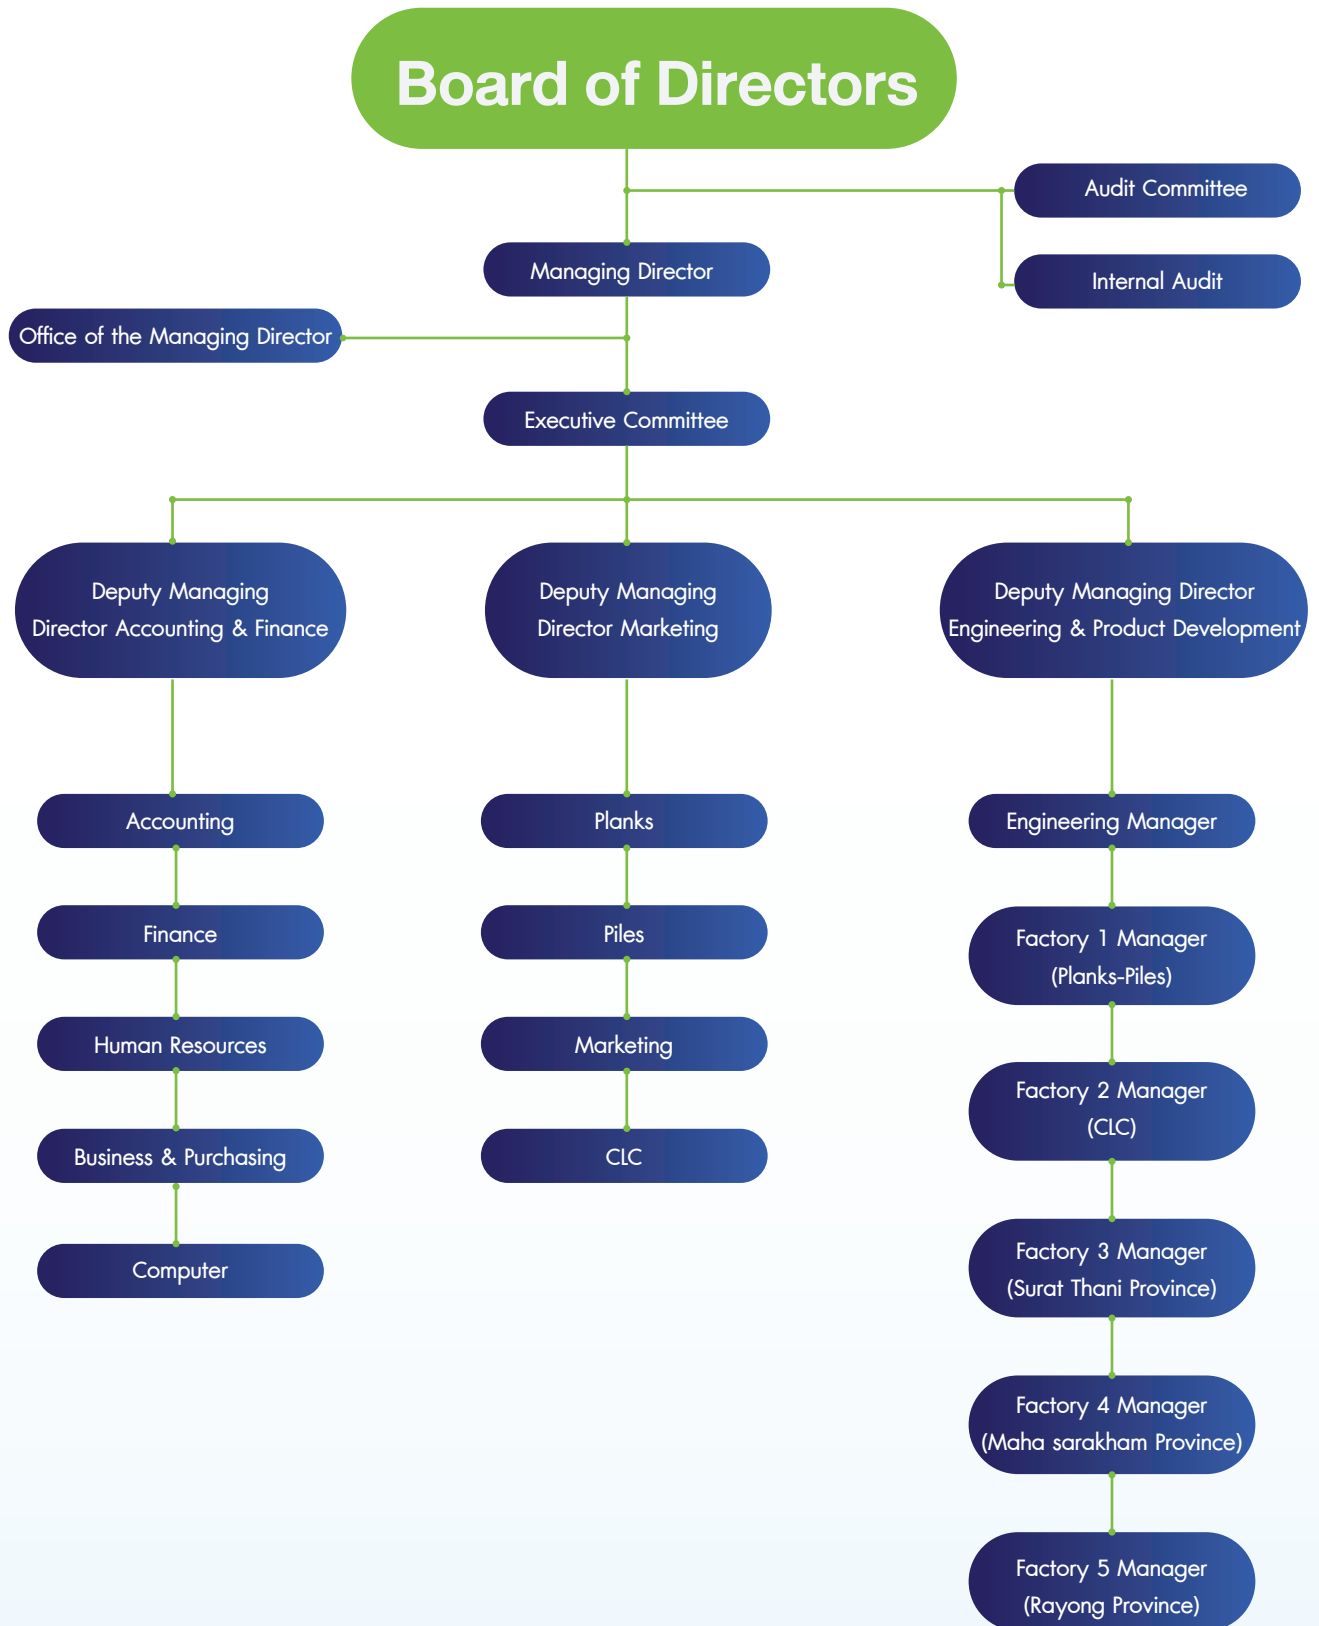 Board of Directors
Audit Committee
Managing Director
Internal Audit
Office of the Managing Director
Executive Committee
Deputy Managing
Director Accounting & Finance
Deputy Managing
Director Marketing
Deputy Managing Director
Engineering & Product Development
Accounting
Finance
Human Resources
Business & Purchasing
Computer
Planks
Piles
Marketing
CLC
Engineering Manager
Factory 1 Manager
(Planks-Piles)
Factory 2 Manager
(CLC)
Factory 3 Manager
(Surat Thani Province)
Factory 4 Manager
(Maha sarakham Province)
Factory 5 Manager
(Rayong Province)